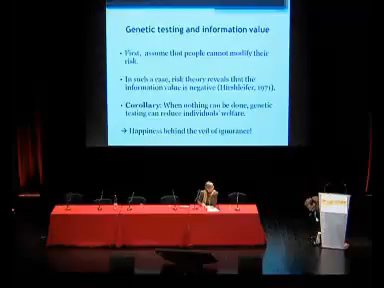 Genetic testing and information value
• First, assume that people cannot modify their
risk.
• In such a case, risk theory reveals that the
information value is negative (Hirshleifer, 1971).
• Corollary: When nothing can be done, genetic
testing can reduce individuals' welfare.
→ Happiness behind the veil of ignorance!